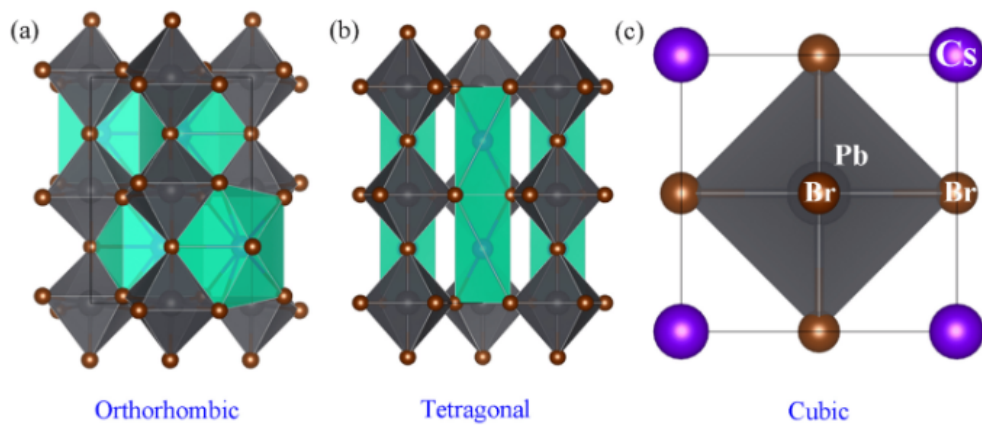 (a)
(b)
(c)
Cs
Pb
Br
Br
Orthorhombic
Tetragonal
Cubic